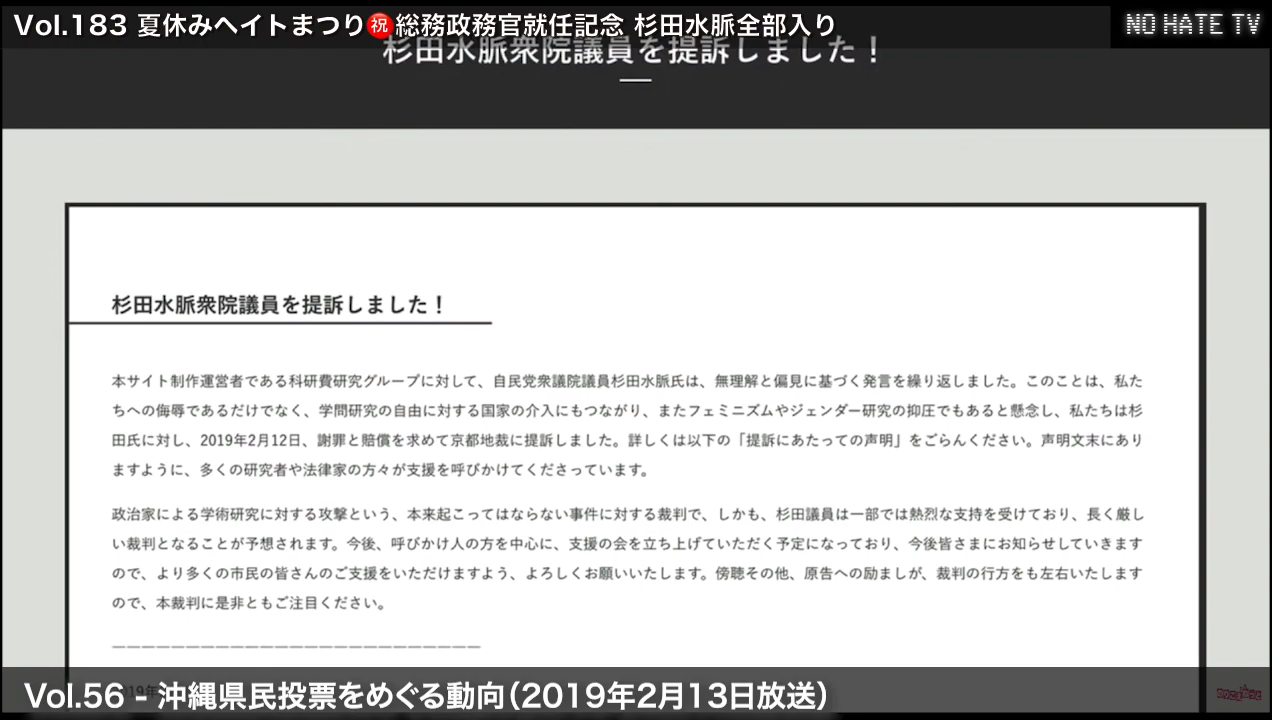 Vol.183 夏休みヘイトまつり㊗総務政務官就任記念 杉田水脈全部入り
NO HATE TV
杉田水脈衆院議員を提訴しました！
杉田水脈衆院議員を提訴しました！
本サイト制作運営者である科研費研究グループに対して、自民党衆議院議員杉田水脈氏は、無理解と偏見に基づく発言を繰り返しました。このことは、私た
ちへの侮辱であるだけでなく、学問研究の自由に対する国家の介入にもつながり、またフェミニズムやジェンダー研究の抑圧でもあると懸念し、私たちは杉
田氏に対し、2019年2月12日、謝罪と賠償を求めて京都地裁に提訴しました。詳しくは以下の「提訴にあたっての声明」をごらんください。声明文末にあり
ますように、多くの研究者や法律家の方々が支援を呼びかけてくださっています。
政治家による学術研究に対する攻撃という、本来起こってはならない事件に対する裁判で、しかも、杉田議員は一部では熱烈な支持を受けており、長く厳し
い裁判となることが予想されます。今後、呼びかけ人の方を中心に、支援の会を立ち上げていただく予定になっており、今後皆さまにお知らせしていきます
ので、より多くの市民の皆さんのご支援をいただけますよう、よろしくお願いいたします。傍聴その他、原告への励ましが、裁判の行方をも左右いたします
ので、本裁判に是非ともご注目ください。
Vol.56 - 沖縄県民投票をめぐる動向（2019年2月13日放送）